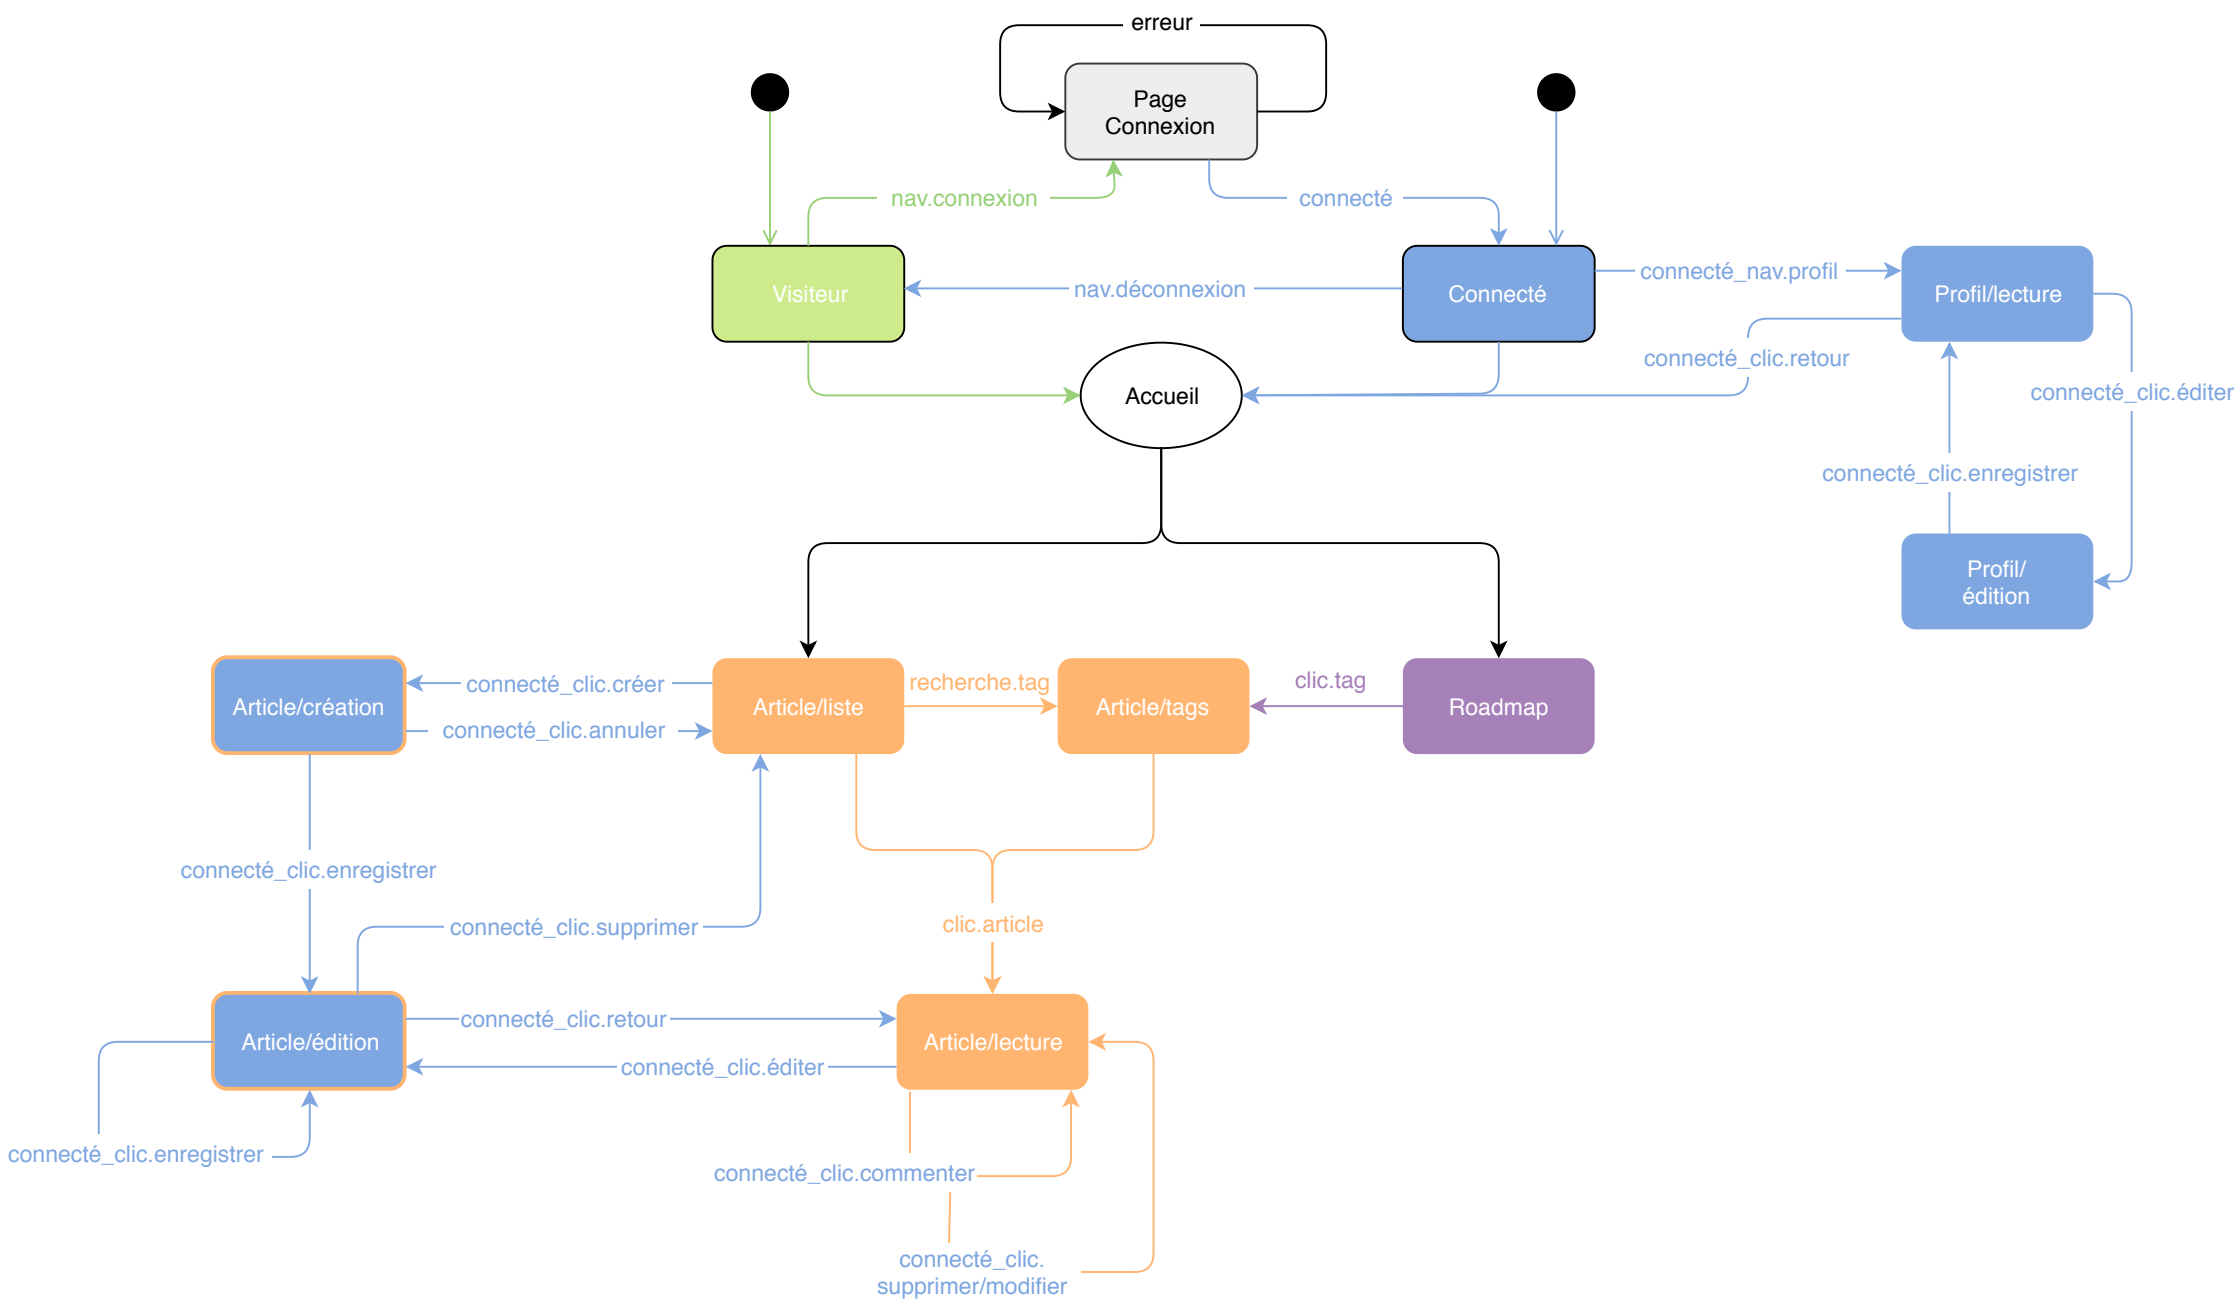 erreur
Page
Connexion
nav.connexion
connecté
Visiteur
nav.déconnexion
Connecté
connecté_nav.profil
Profil/lecture
connecté_clic.retour
Accueil
connecté_clic.éditer
connecté_clic.enregistrer
Profil/
édition
Article/création
connecté_clic.créer
connecté_clic.annuler
Article/liste
recherche.tag
Article/tags
clic.tag
Roadmap
connecté_clic.enregistrer
connecté_clic.supprimer
clic.article
Article/édition
connecté_clic.retour
connecté_clic.éditer
Article/lecture
connecté_clic.enregistrer
connecté_clic.commenter
connecté_clic.
supprimer/modifier